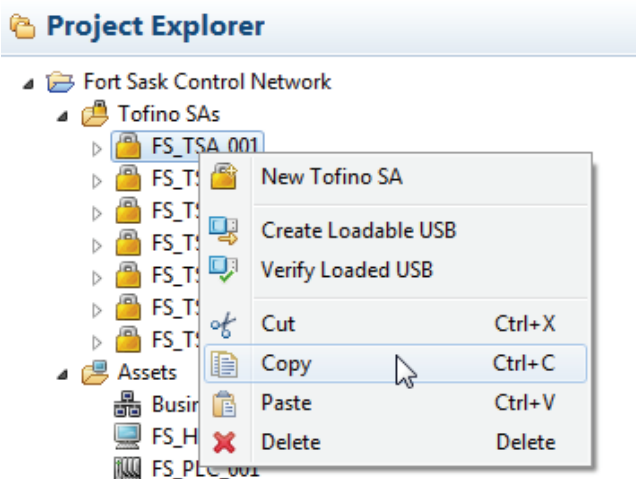 Project Explorer
Fort Sask Control Network
Tofino SAs
FS_TSA_001
New Tofino SA
Create Loadable USB
Verify Loaded USB
Cut Ctrl+X
Copy Ctrl+C
Paste Ctrl+V
Delete Delete
Assets
FS_PLC_001